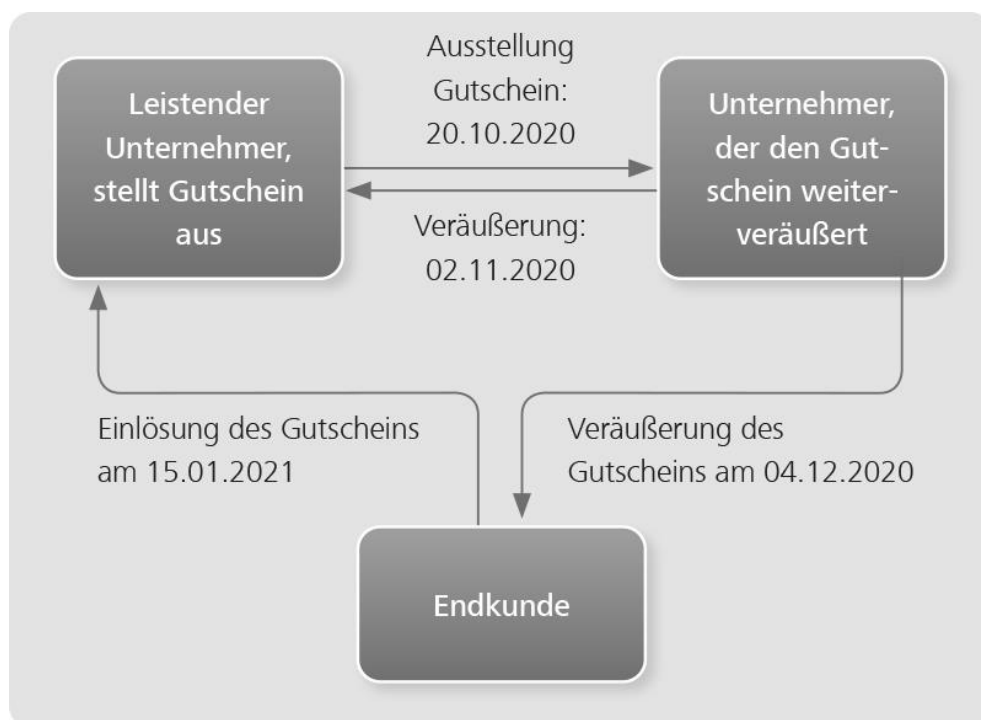 Leistender
Unternehmer,
stellt Gutschein
aus
Ausstellung
Gutschein:
20.10.2020
Veräußerung:
02.11.2020
Unternehmer,
der den Gut-
schein weiter-
veräußert
Einlösung des Gutscheins
am 15.01.2021
Veräußerung des
Gutscheins am 04.12.2020
Endkunde